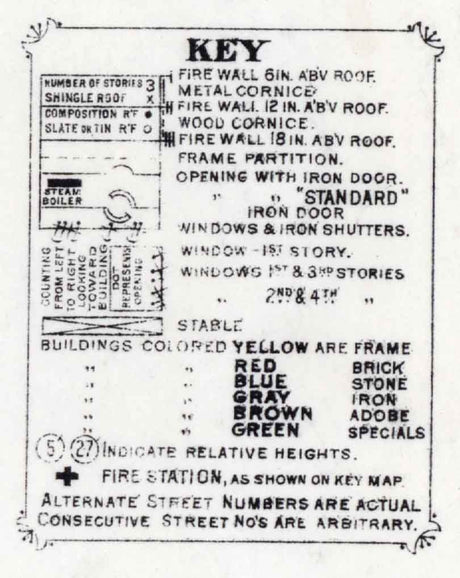 KEY
NUMBER OF STORIES 3
SHINGLE ROOF X
COMPOSITION R'F ●
SLATE OR TIN R'F O
FIRE WALL 6IN. A'BV ROOF.
METAL CORNICE
FIRE WALL 12 IN. A'BV ROOF.
WOOD CORNICE.
FIRE WALL 18 IN. ABV ROOF.
FRAME PARTITION.
OPENING WITH IRON DOOR.
" " "STANDARD"
IRON DOOR
STEAM
BOILER
WINDOWS & IRON SHUTTERS.
WINDOW - 1ST STORY.
WINDOWS 1ST & 3RD STORIES
" 2ND & 4TH "
COUNTING
FROM LEFT
TO RIGHT
LOOKING
TOWARD
BUILDING
DOT
REPRESENTS
OPENING
STABLE
BUILDINGS COLORED YELLOW ARE FRAME
" " RED BRICK
" " BLUE STONE
" " GRAY IRON
" " BROWN ADOBE
" " GREEN SPECIALS
(5) (27) INDICATE RELATIVE HEIGHTS.
FIRE STATION, AS SHOWN ON KEY MAP.
ALTERNATE STREET NUMBERS ARE ACTUAL
CONSECUTIVE STREET NO'S ARE ARBITRARY.